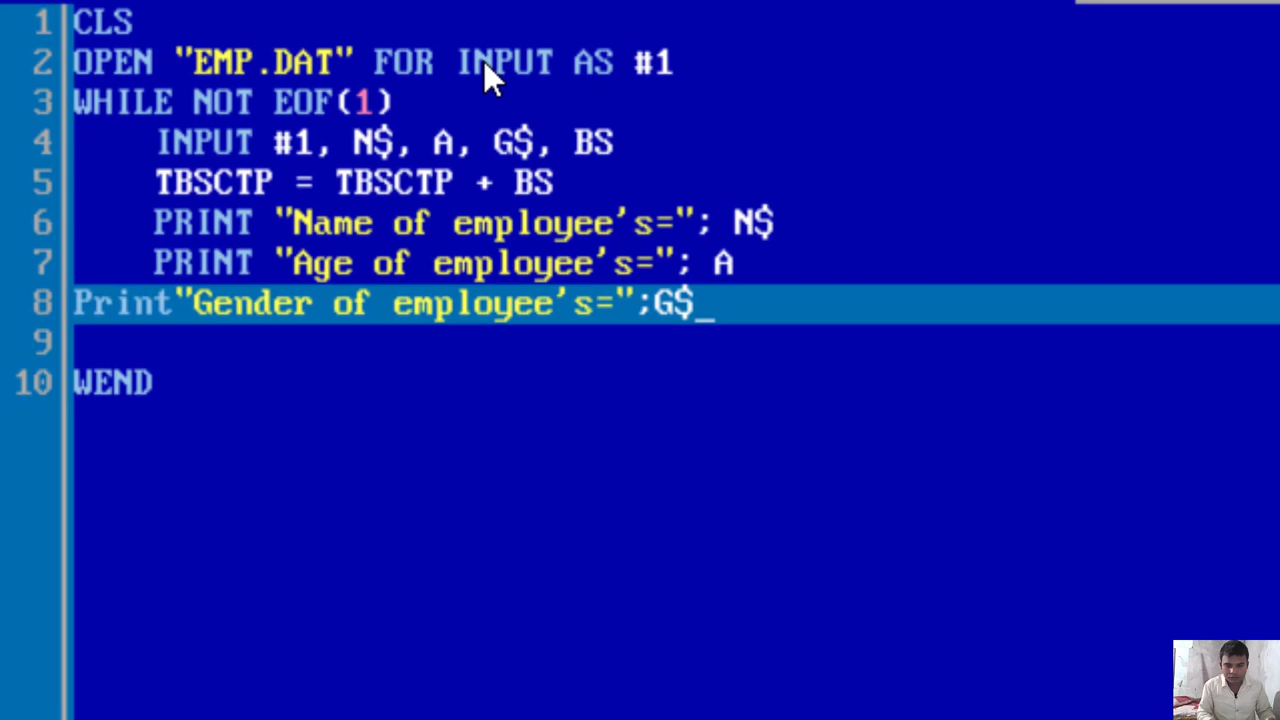 1 CLS
2 OPEN "EMP.DAT" FOR INPUT AS #1
3 WHILE NOT EOF(1)
4 INPUT #1, N$, A, G$, BS
5 TBSCTP = TBSCTP + BS
6 PRINT "Name of employee's="; N$
7 PRINT "Age of employee's="; A
8 Print"Gender of employee's=";G$_
9
10 WEND